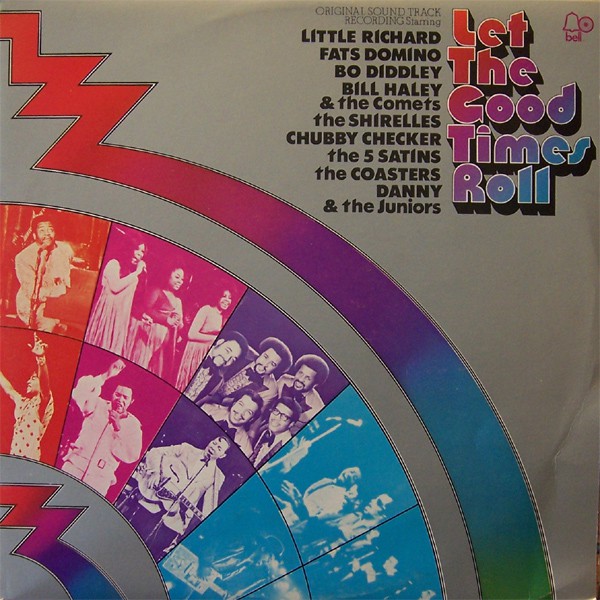 ORIGINAL SOUND TRACK
RECORDING Starring
LITTLE RICHARD
FATS DOMINO
BO DIDDLEY
BILL HALEY
& the Comets
the SHIRELLES
CHUBBY CHECKER
the 5 SATINS
the COASTERS
DANNY
& the Juniors
Let
The
Good
Times
Roll
bell